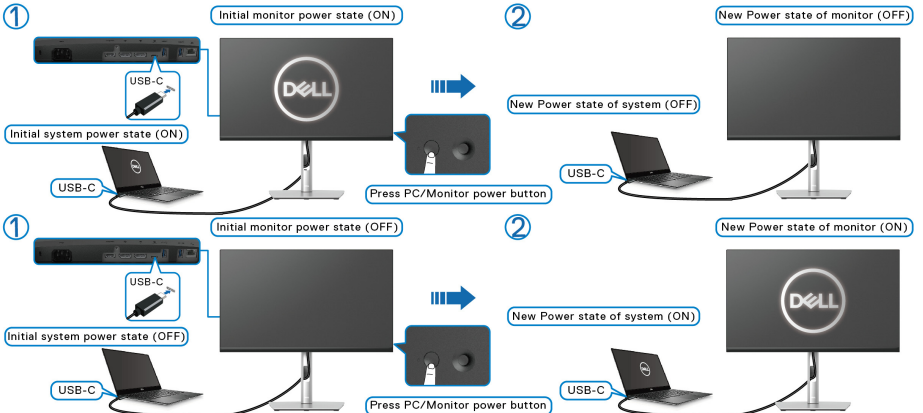 1
Initial monitor power state (ON)
2
New Power state of monitor (OFF)
USB-C
DELL
New Power state of system (OFF)
Initial system power state (ON)
DELL
USB-C
USB-C
Press PC/Monitor power button
1
Initial monitor power state (OFF)
2
New Power state of monitor (ON)
USB-C
DELL
New Power state of system (ON)
Initial system power state (OFF)
DELL
USB-C
USB-C
Press PC/Monitor power button